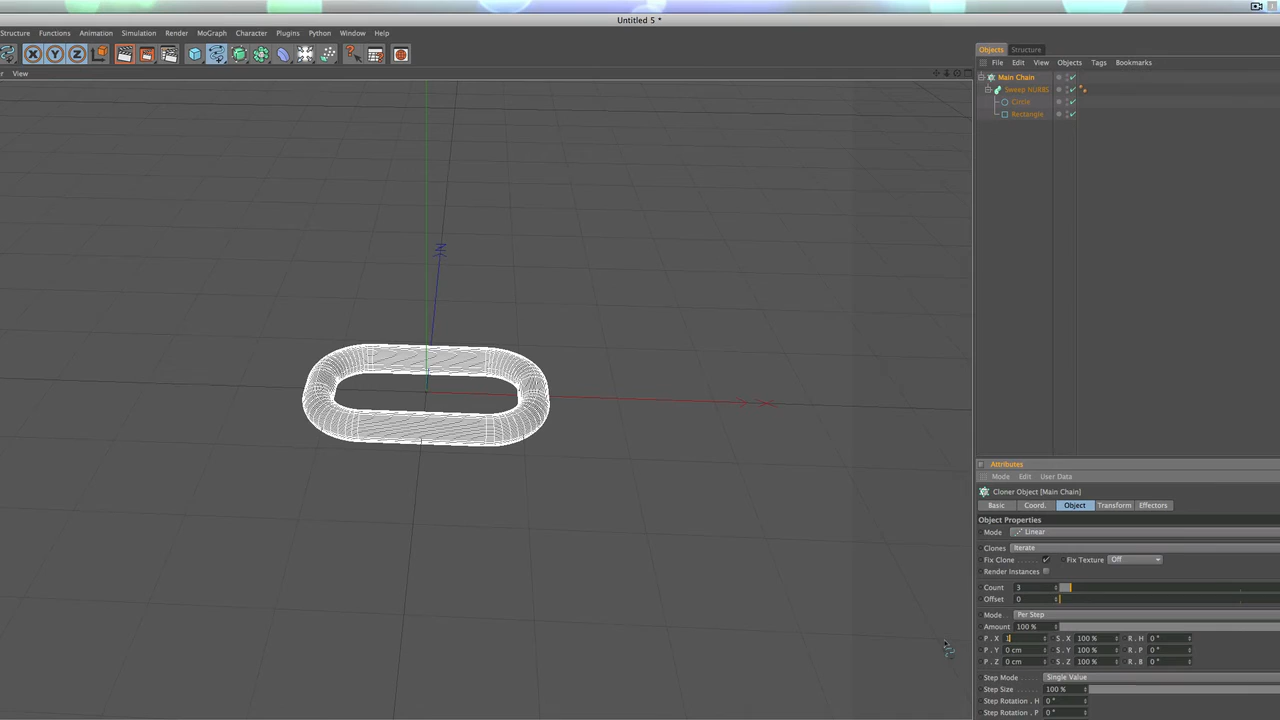 Untitled 5 *
Structure Functions Animation Simulation Render MoGraph Character Plugins Python Window Help
View
Objects Structure
File Edit View Objects Tags Bookmarks
Main Chain
Sweep NURBS
Circle
Rectangle
X Y Z
Attributes
Mode Edit User Data
Cloner Object [Main Chain]
Basic Coord. Object Transform Effectors
Object Properties
Mode Linear
Clones Iterate
Fix Clone Fix Texture Off
Render Instances
Count 3
Offset 0
Mode Per Step
Amount 100 %
P . X 1 S . X 100 % R . H 0 °
P . Y 0 cm S . Y 100 % R . P 0 °
P . Z 0 cm S . Z 100 % R . B 0 °
Step Mode Single Value
Step Size 100 %
Step Rotation . H 0 °
Step Rotation . P 0 °